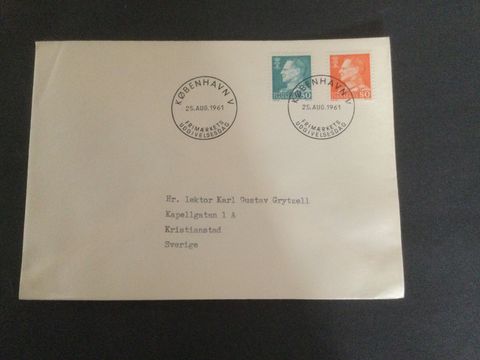 KØBENHAVN V
25. AUG. 1961
FRIMÆRKETS
UDGIVELSESDAG
KØBENHAVN V
25. AUG. 1961
FRIMÆRKETS
UDGIVELSESDAG
50
Hr. lektor Karl Gustav Grytzell
Kapellgatan 1 A
Kristianstad
Sverige